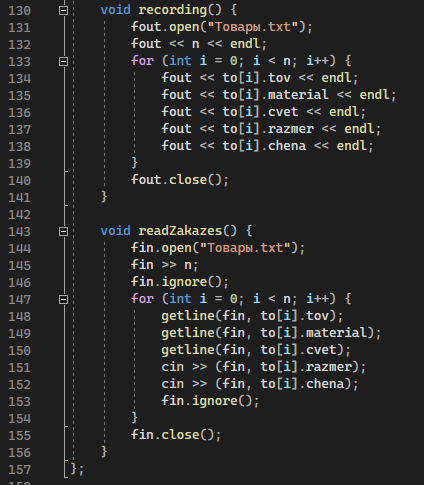 130 void recording() {
131 fout.open("Товары.txt");
132 fout << n << endl;
133 for (int i = 0; i < n; i++) {
134 fout << to[i].tov << endl;
135 fout << to[i].material << endl;
136 fout << to[i].cvet << endl;
137 fout << to[i].razmer << endl;
138 fout << to[i].chena << endl;
139 }
140 fout.close();
141 }
142
143 void readZakazes() {
144 fin.open("Товары.txt");
145 fin >> n;
146 fin.ignore();
147 for (int i = 0; i < n; i++) {
148 getline(fin, to[i].tov);
149 getline(fin, to[i].material);
150 getline(fin, to[i].cvet);
151 cin >> (fin, to[i].razmer);
152 cin >> (fin, to[i].chena);
153 fin.ignore();
154 }
155 fin.close();
156 }
157 };